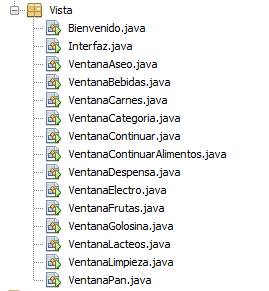 Vista
Bienvenido.java
Interfaz.java
VentanaAseo.java
VentanaBebidas.java
VentanaCarnes.java
VentanaCategoria.java
VentanaContinuar.java
VentanaContinuarAlimentos.java
VentanaDespensa.java
VentanaElectro.java
VentanaFrutas.java
VentanaGolosina.java
VentanaLacteos.java
VentanaLimpieza.java
VentanaPan.java